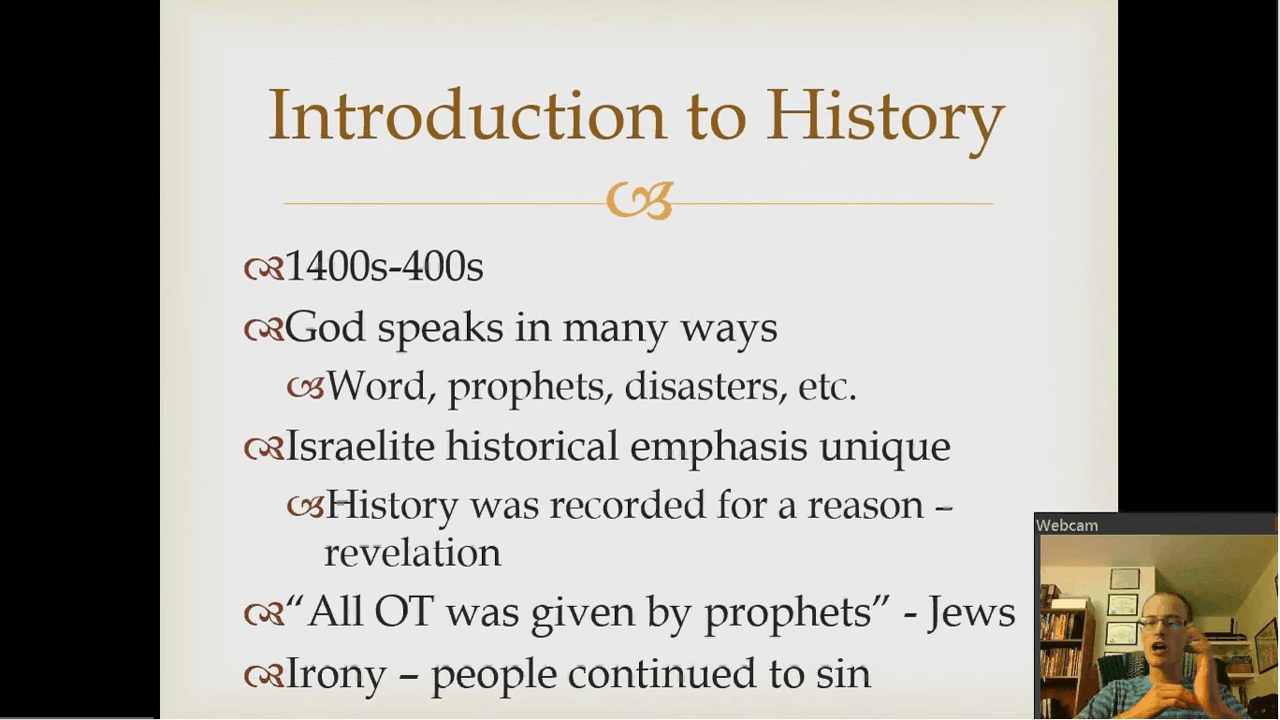 Introduction to History
1400s-400s
God speaks in many ways
Word, prophets, disasters, etc.
Israelite historical emphasis unique
History was recorded for a reason –
revelation
“All OT was given by prophets” - Jews
Irony – people continued to sin
Webcam